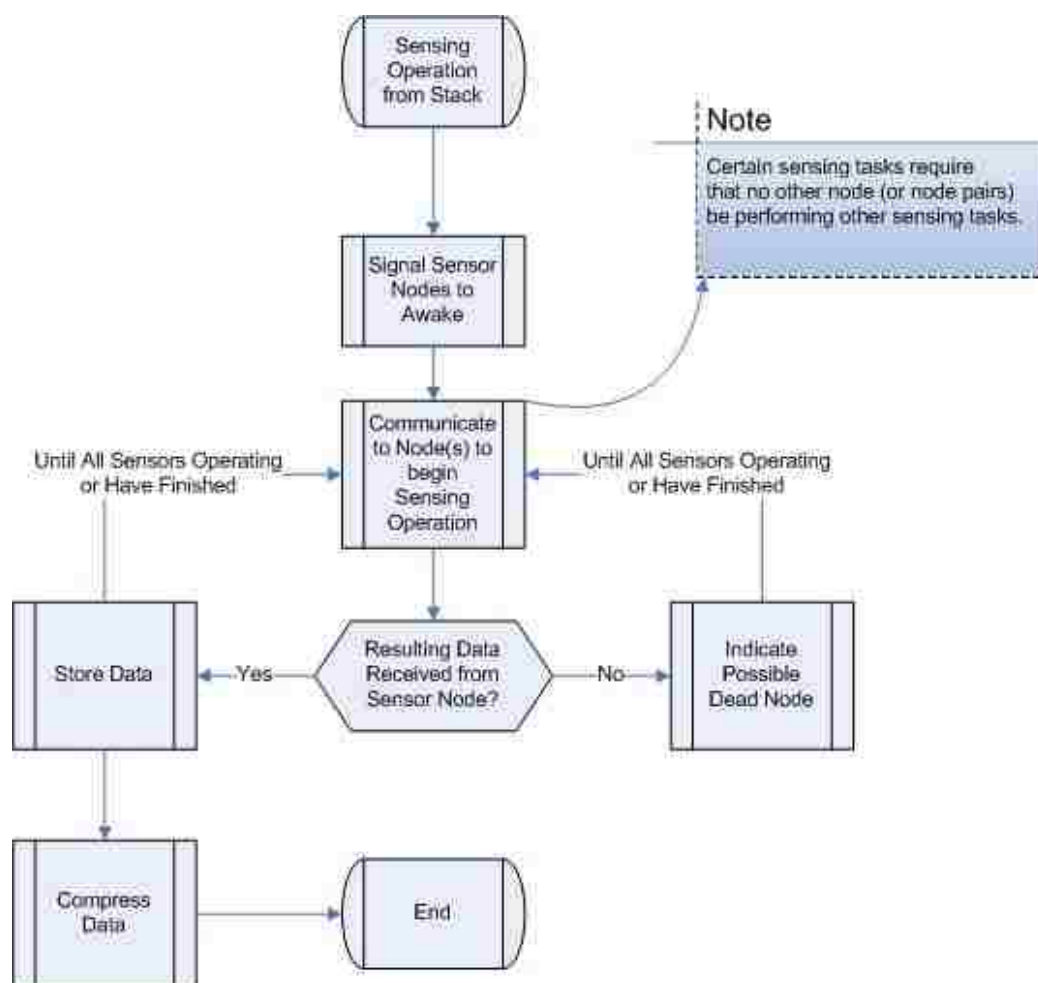 Sensing
Operation
from Stack
Note
Certain sensing tasks require
that no other node (or node pairs)
be performing other sensing tasks.
Signal Sensor
Nodes to
Awake
Communicate
to Node(s) to
begin
Sensing
Operation
Until All Sensors Operating
or Have Finished
Until All Sensors Operating
or Have Finished
Store Data
Yes
Resulting Data
Received from
Sensor Node?
No
Indicate
Possible
Dead Node
Compress
Data
End